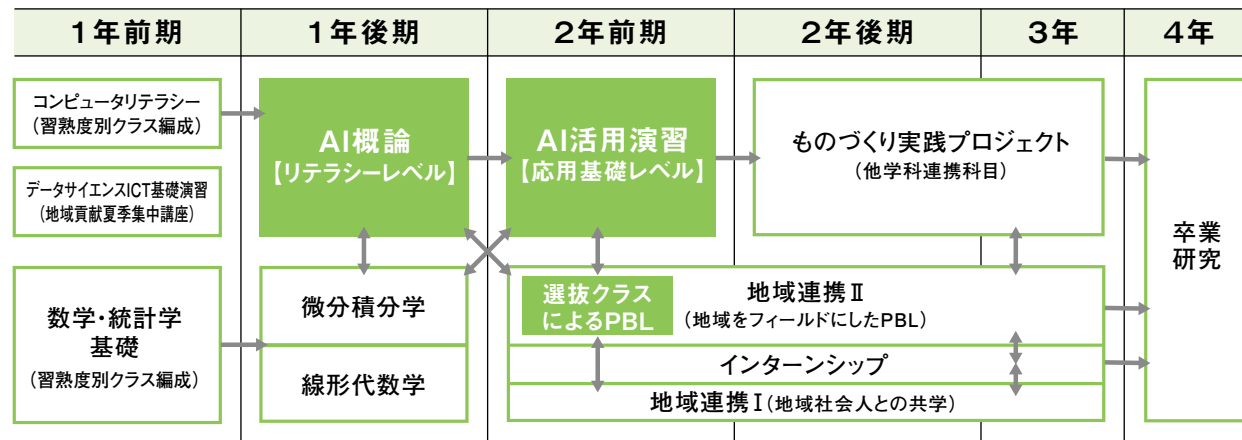 1年前期
1年後期
2年前期
2年後期
3年
4年
コンピュータリテラシー
(習熟度別クラス編成)
データサイエンスICT基礎演習
(地域貢献夏季集中講座)
数学・統計学
基礎
(習熟度別クラス編成)
AI概論
【リテラシーレベル】
微分積分学
線形代数学
AI活用演習
【応用基礎レベル】
ものづくり実践プロジェクト
(他学科連携科目)
選抜クラス
によるPBL
地域連携Ⅱ
(地域をフィールドにしたPBL)
インターンシップ
地域連携Ⅰ(地域社会人との共学)
卒業
研究